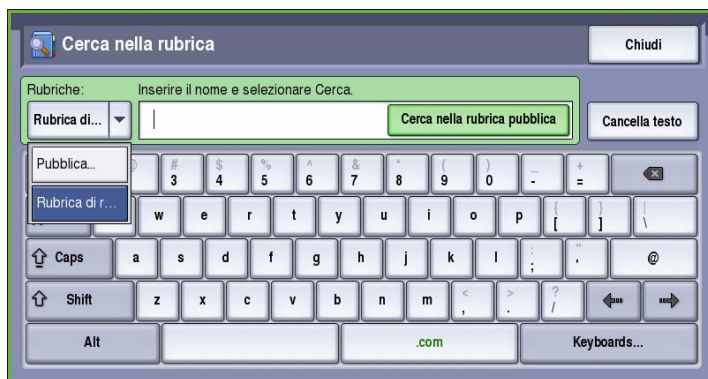 Cerca nella rubrica
Chiudi
Rubriche:
Inserire il nome e selezionare Cerca.
Rubrica di...
Cerca nella rubrica pubblica
Cancella testo
Pubblica...
Rubrica di r...
# $ % ^ & * ( ) _ +
3 4 5 6 7 8 9 0 - =
w e r t y u i o p { [ } ] | \
Caps a s d f g h j k l : ; " ' @
Shift z x c v b n m < , > . ? /
Alt .com Keyboards...